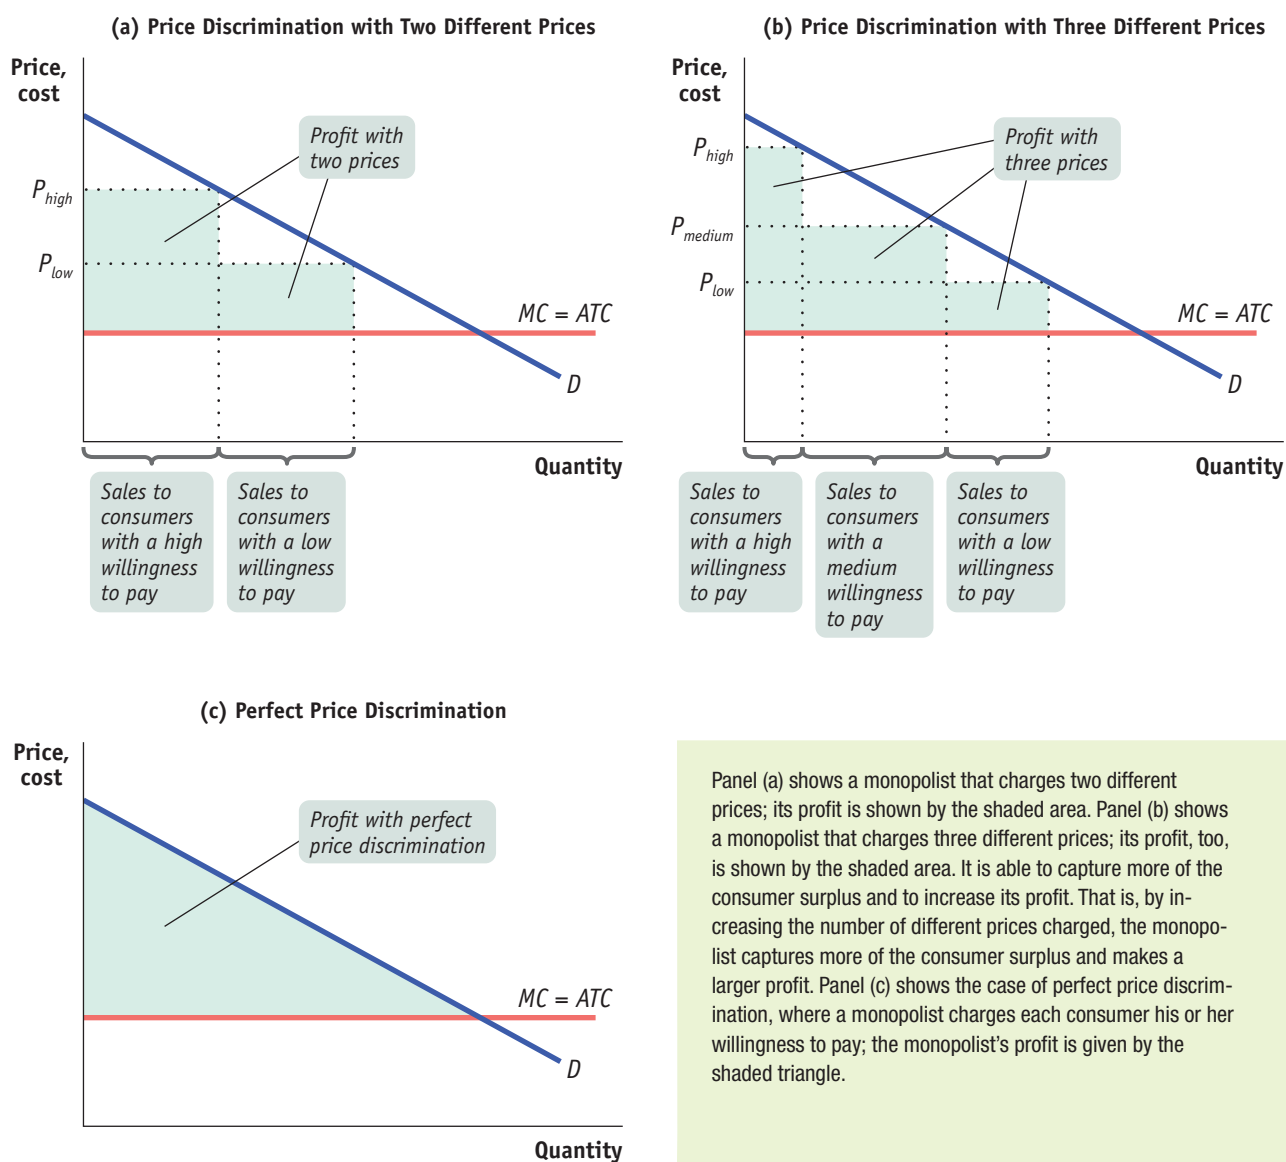 (a) Price Discrimination with Two Different Prices
Price,
cost
Profit with
two prices
Phigh
Plow
MC = ATC
D
Quantity
Sales to
consumers
with a high
willingness
to pay
Sales to
consumers
with a low
willingness
to pay
(b) Price Discrimination with Three Different Prices
Price,
cost
Profit with
three prices
Phigh
Pmedium
Plow
MC = ATC
D
Quantity
Sales to
consumers
with a high
willingness
to pay
Sales to
consumers
with a
medium
willingness
to pay
Sales to
consumers
with a low
willingness
to pay
(c) Perfect Price Discrimination
Price,
cost
Profit with perfect
price discrimination
MC = ATC
D
Quantity
Panel (a) shows a monopolist that charges two different
prices; its profit is shown by the shaded area. Panel (b) shows
a monopolist that charges three different prices; its profit, too,
is shown by the shaded area. It is able to capture more of the
consumer surplus and to increase its profit. That is, by in-
creasing the number of different prices charged, the monopo-
list captures more of the consumer surplus and makes a
larger profit. Panel (c) shows the case of perfect price discrim-
ination, where a monopolist charges each consumer his or her
willingness to pay; the monopolist's profit is given by the
shaded triangle.